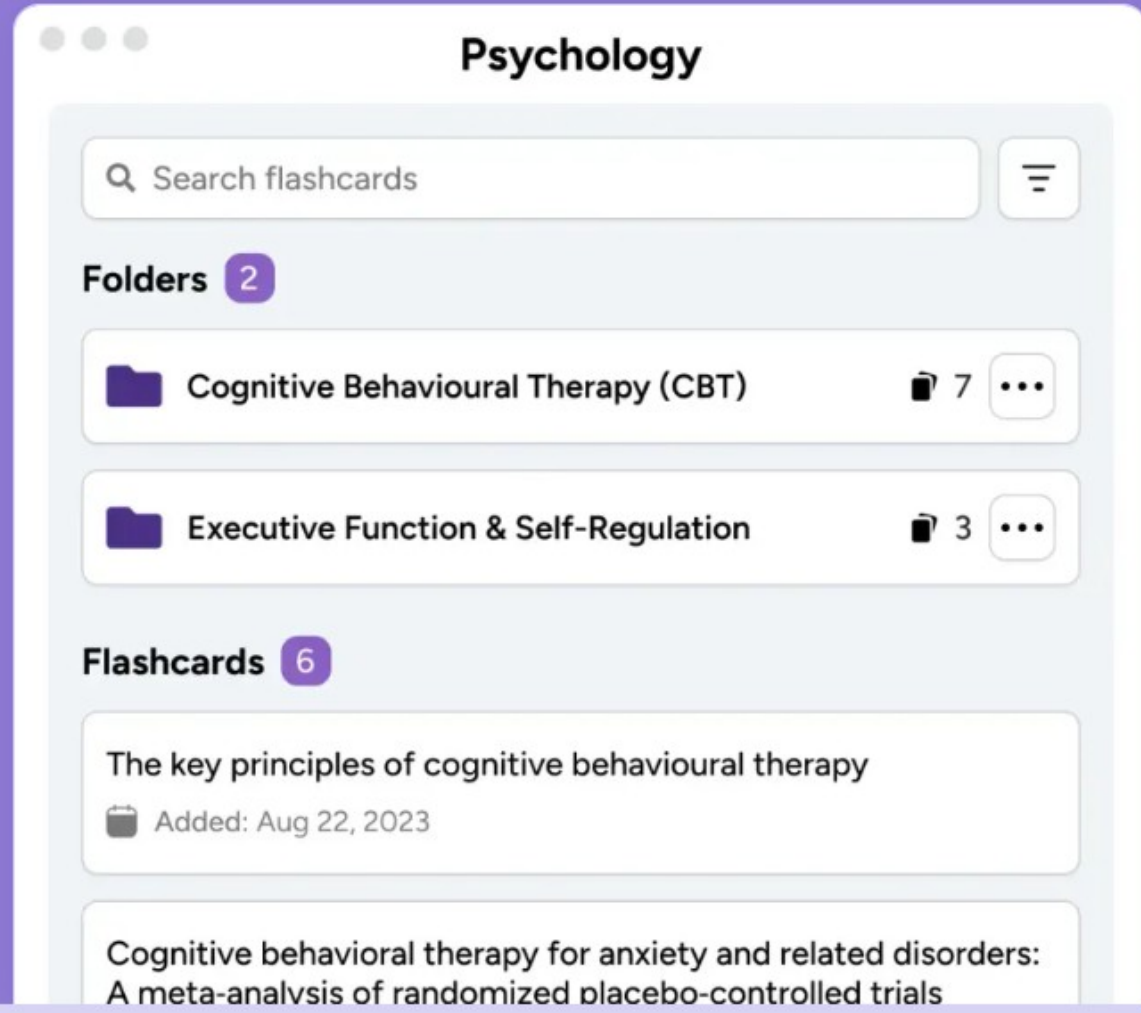 Psychology
Search flashcards
Folders 2
Cognitive Behavioural Therapy (CBT) 7
Executive Function & Self-Regulation 3
Flashcards 6
The key principles of cognitive behavioural therapy
Added: Aug 22, 2023
Cognitive behavioral therapy for anxiety and related disorders:
A meta-analysis of randomized placebo-controlled trials